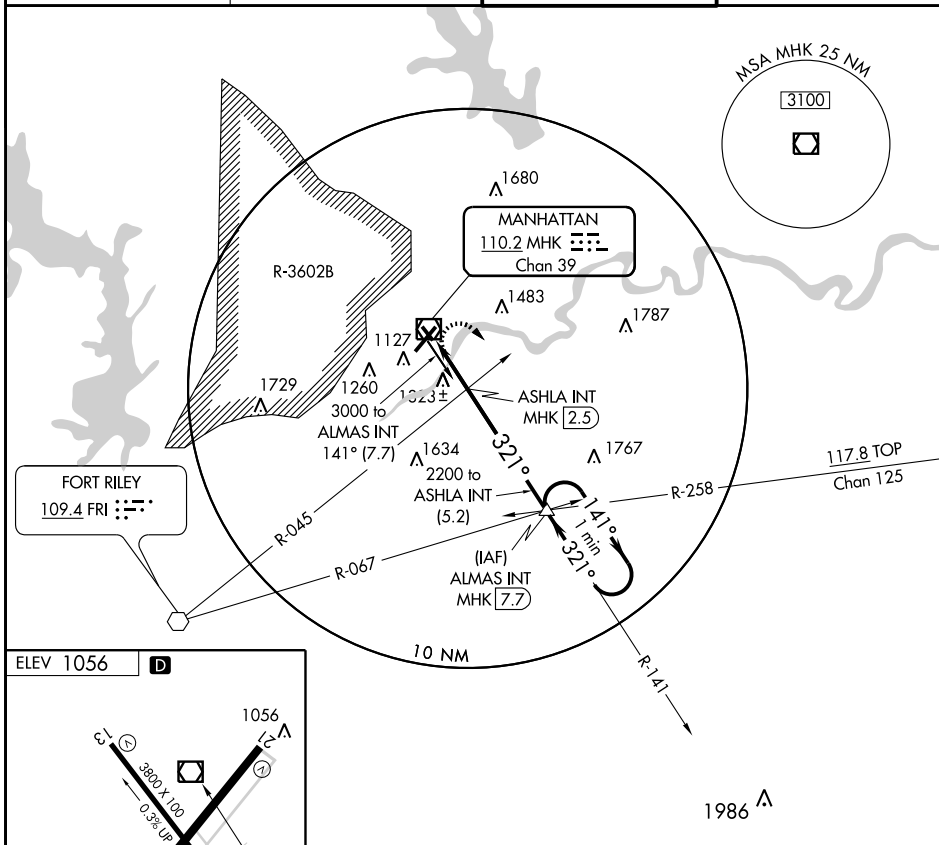 MSA MHK 25 NM
3100
1680
MANHATTAN
110.2 MHK
Chan 39
R-3602B
1483
1787
1127
1260
1323±
1729
3000 to
ALMAS INT
141° (7.7)
ASHLA INT
MHK 2.5
321°
1634
1767
2200 to
ASHLA INT
(5.2)
117.8 TOP
Chan 125
R-258
FORT RILEY
109.4 FRI
R-045
R-067
141°
1 min
321°
(IAF)
ALMAS INT
MHK 7.7
10 NM
R-141
ELEV 1056
D
1056
13
21
V
V
3800 X 100
0.3% UP
1986